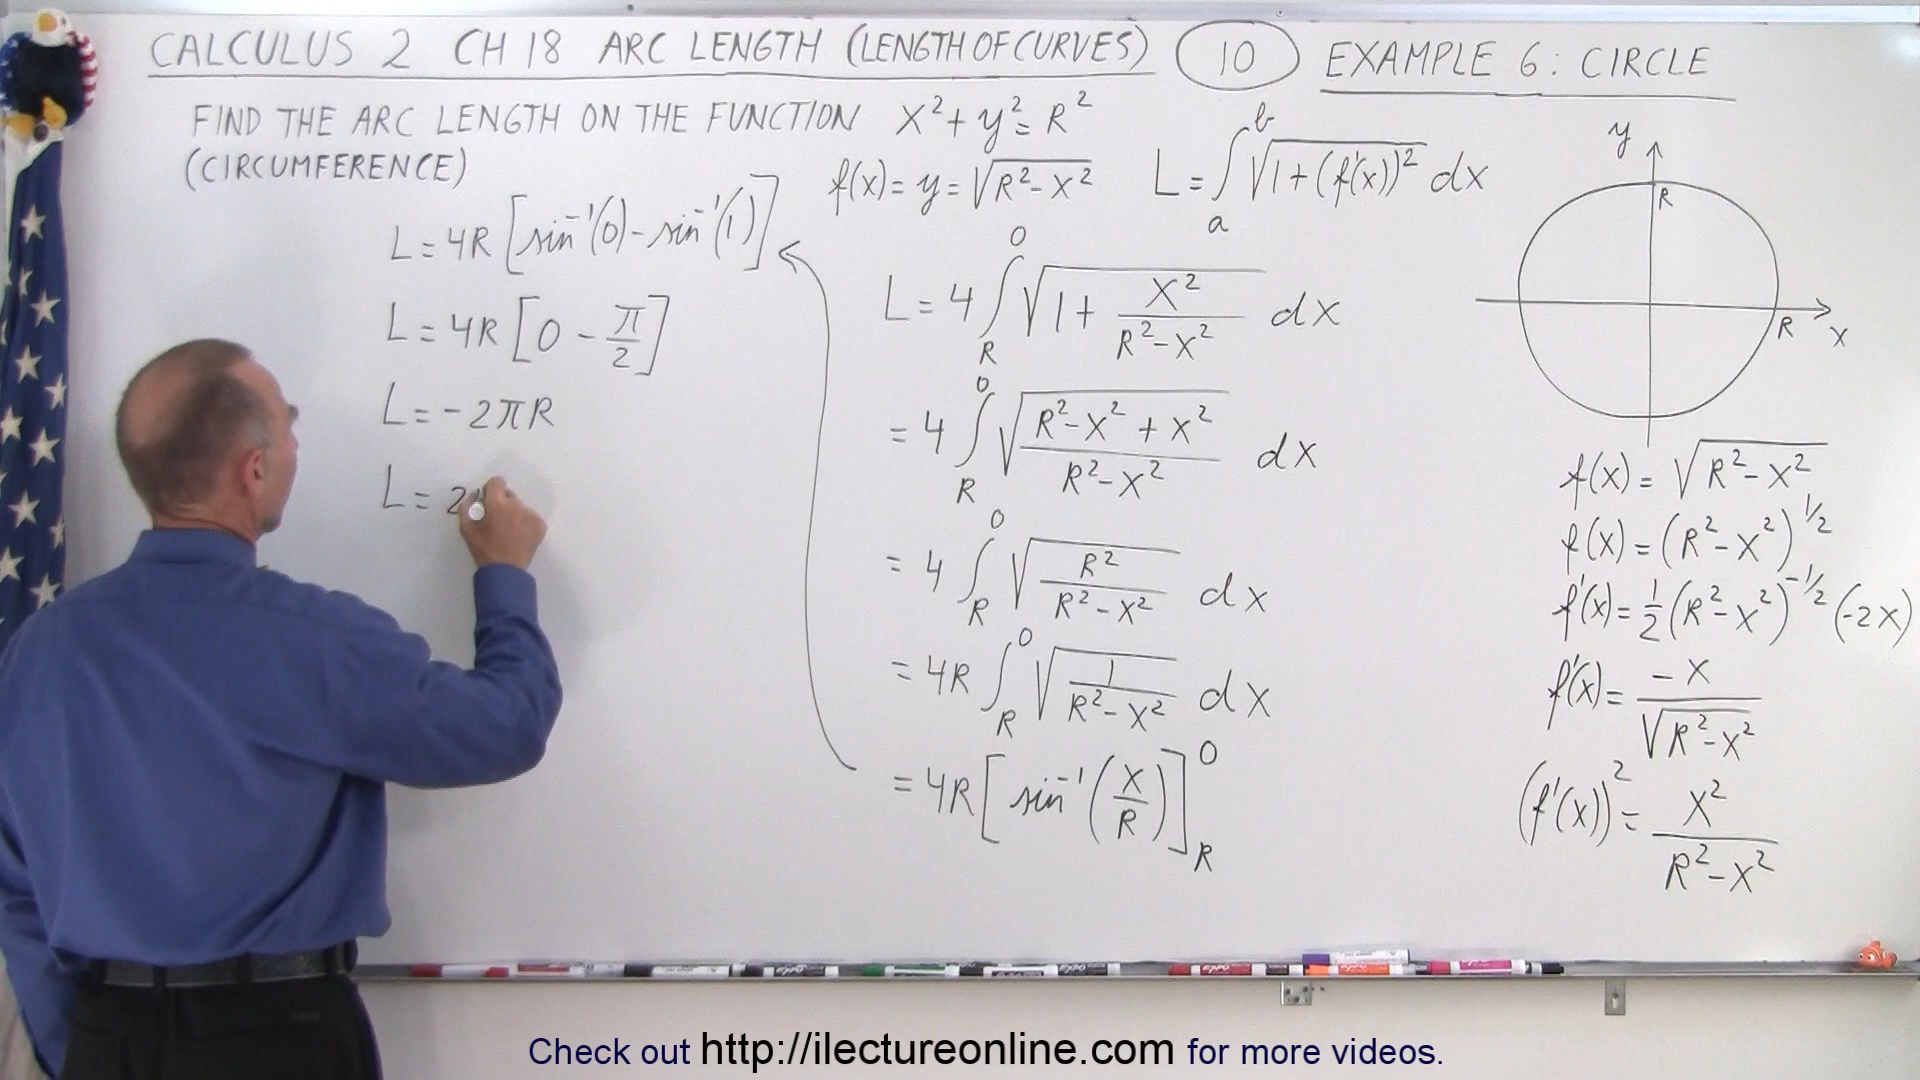 CALCULUS 2 CH 18 ARC LENGTH (LENGTH OF CURVES) 10 EXAMPLE 6: CIRCLE
FIND THE ARC LENGTH ON THE FUNCTION X² + y² = R²
(CIRCUMFERENCE)
f(x) = y = √(R² - X²)
L = ∫_a^b √(1 + (f'(x))²) dx
L = 4R [sin⁻¹(0) - sin⁻¹(1)]
L = 4R [0 - π/2]
L = -2πR
L = 2
L = 4 ∫_R^0 √(1 + X²/(R² - X²)) dx
= 4 ∫_R^0 √((R² - X² + X²)/(R² - X²)) dx
= 4 ∫_R^0 √(R²/(R² - X²)) dx
= 4R ∫_R^0 √(1/(R² - X²)) dx
= 4R [sin⁻¹(X/R)]_R^0
y
R
R
X
f(x) = √(R² - X²)
f(x) = (R² - X²)^1/2
f'(x) = 1/2 (R² - X²)^-1/2 (-2X)
f'(x) = -X/√(R² - X²)
(f'(x))² = X²/(R² - X²)
Check out http://ilectureonline.com for more videos.